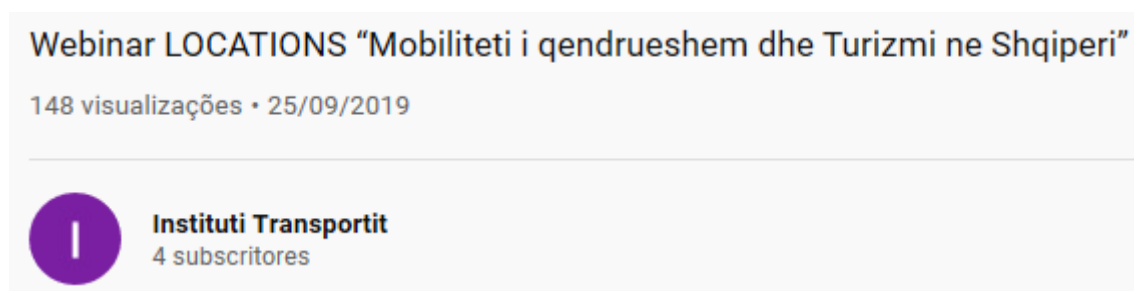 Webinar LOCATIONS “Mobiliteti i qendrueshem dhe Turizmi ne Shqiperi”
148 visualizações • 25/09/2019
I
Instituti Transportit
4 subscritores